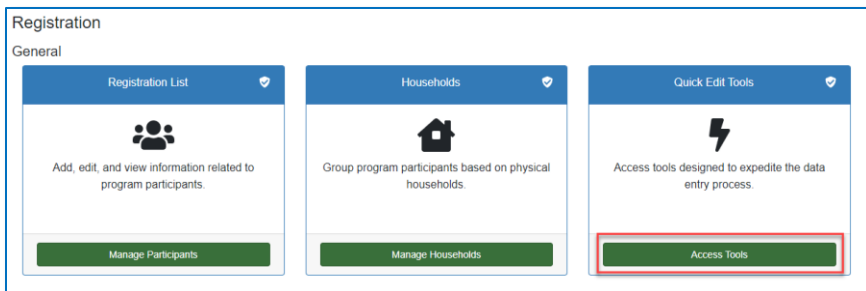 Registration
General
Registration List
Households
Quick Edit Tools
Add, edit, and view information related to
program participants.
Group program participants based on physical
households.
Access tools designed to expedite the data
entry process.
Manage Participants
Manage Households
Access Tools